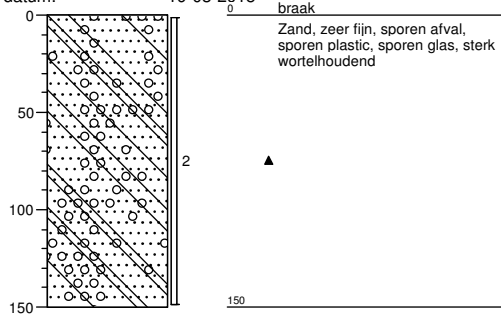 0
50
100
150
2
0
braak
Zand, zeer fijn, sporen afval,
sporen plastic, sporen glas, sterk
wortelhoudend
150